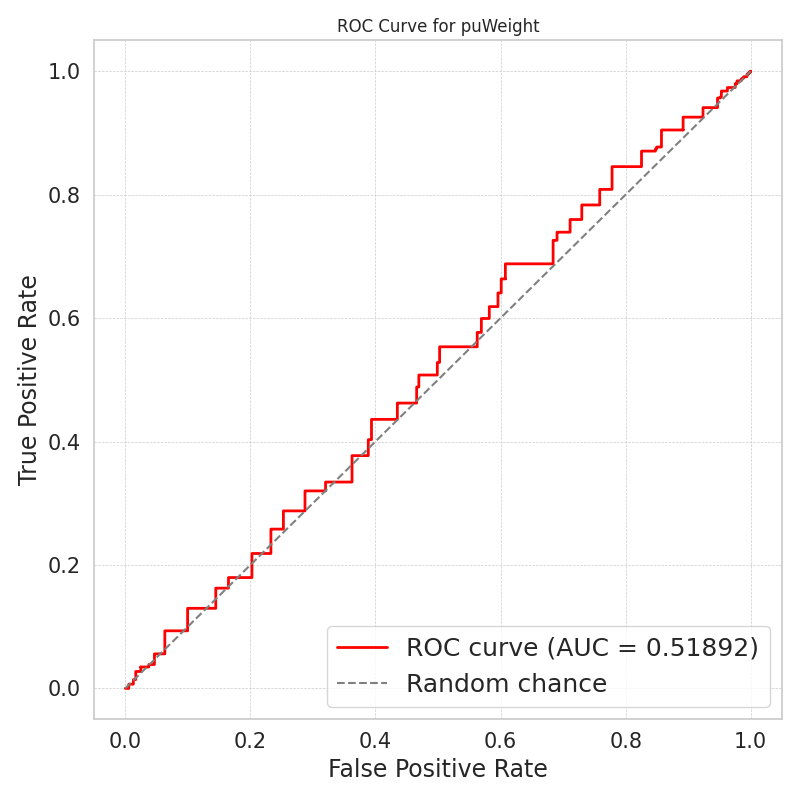 ROC Curve for puWeight
True Positive Rate
1.0
0.8
0.6
0.4
0.2
0.0
ROC curve (AUC = 0.51892)
Random chance
0.0 0.2 0.4 0.6 0.8 1.0
False Positive Rate